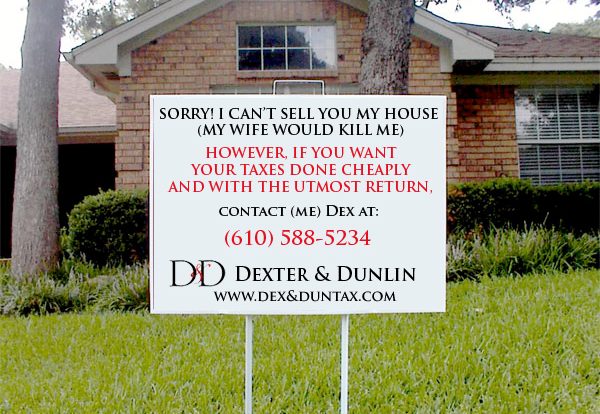 SORRY! I CAN'T SELL YOU MY HOUSE
(MY WIFE WOULD KILL ME)
HOWEVER, IF YOU WANT
YOUR TAXES DONE CHEAPLY
AND WITH THE UTMOST RETURN,
CONTACT (ME) DEX AT:
(610) 588-5234
D&D DEXTER & DUNLIN
WWW.DEX&DUNTAX.COM